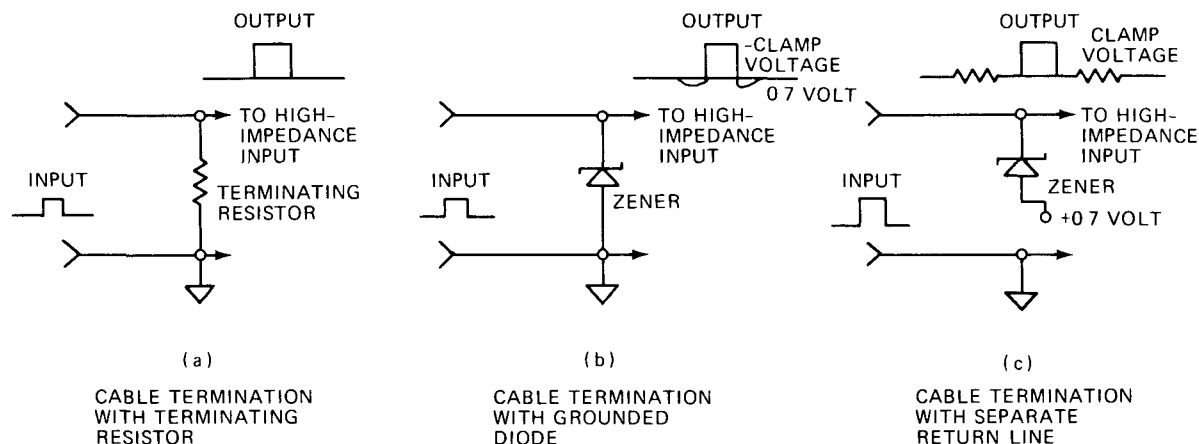 OUTPUT
TO HIGH-
IMPEDANCE
INPUT
INPUT
TERMINATING
RESISTOR
(a)
CABLE TERMINATION
WITH TERMINATING
RESISTOR
OUTPUT
-CLAMP
VOLTAGE
0 7 VOLT
TO HIGH-
IMPEDANCE
INPUT
INPUT
ZENER
(b)
CABLE TERMINATION
WITH GROUNDED
DIODE
OUTPUT
CLAMP
VOLTAGE
TO HIGH-
IMPEDANCE
INPUT
INPUT
ZENER
+0 7 VOLT
(c)
CABLE TERMINATION
WITH SEPARATE
RETURN LINE